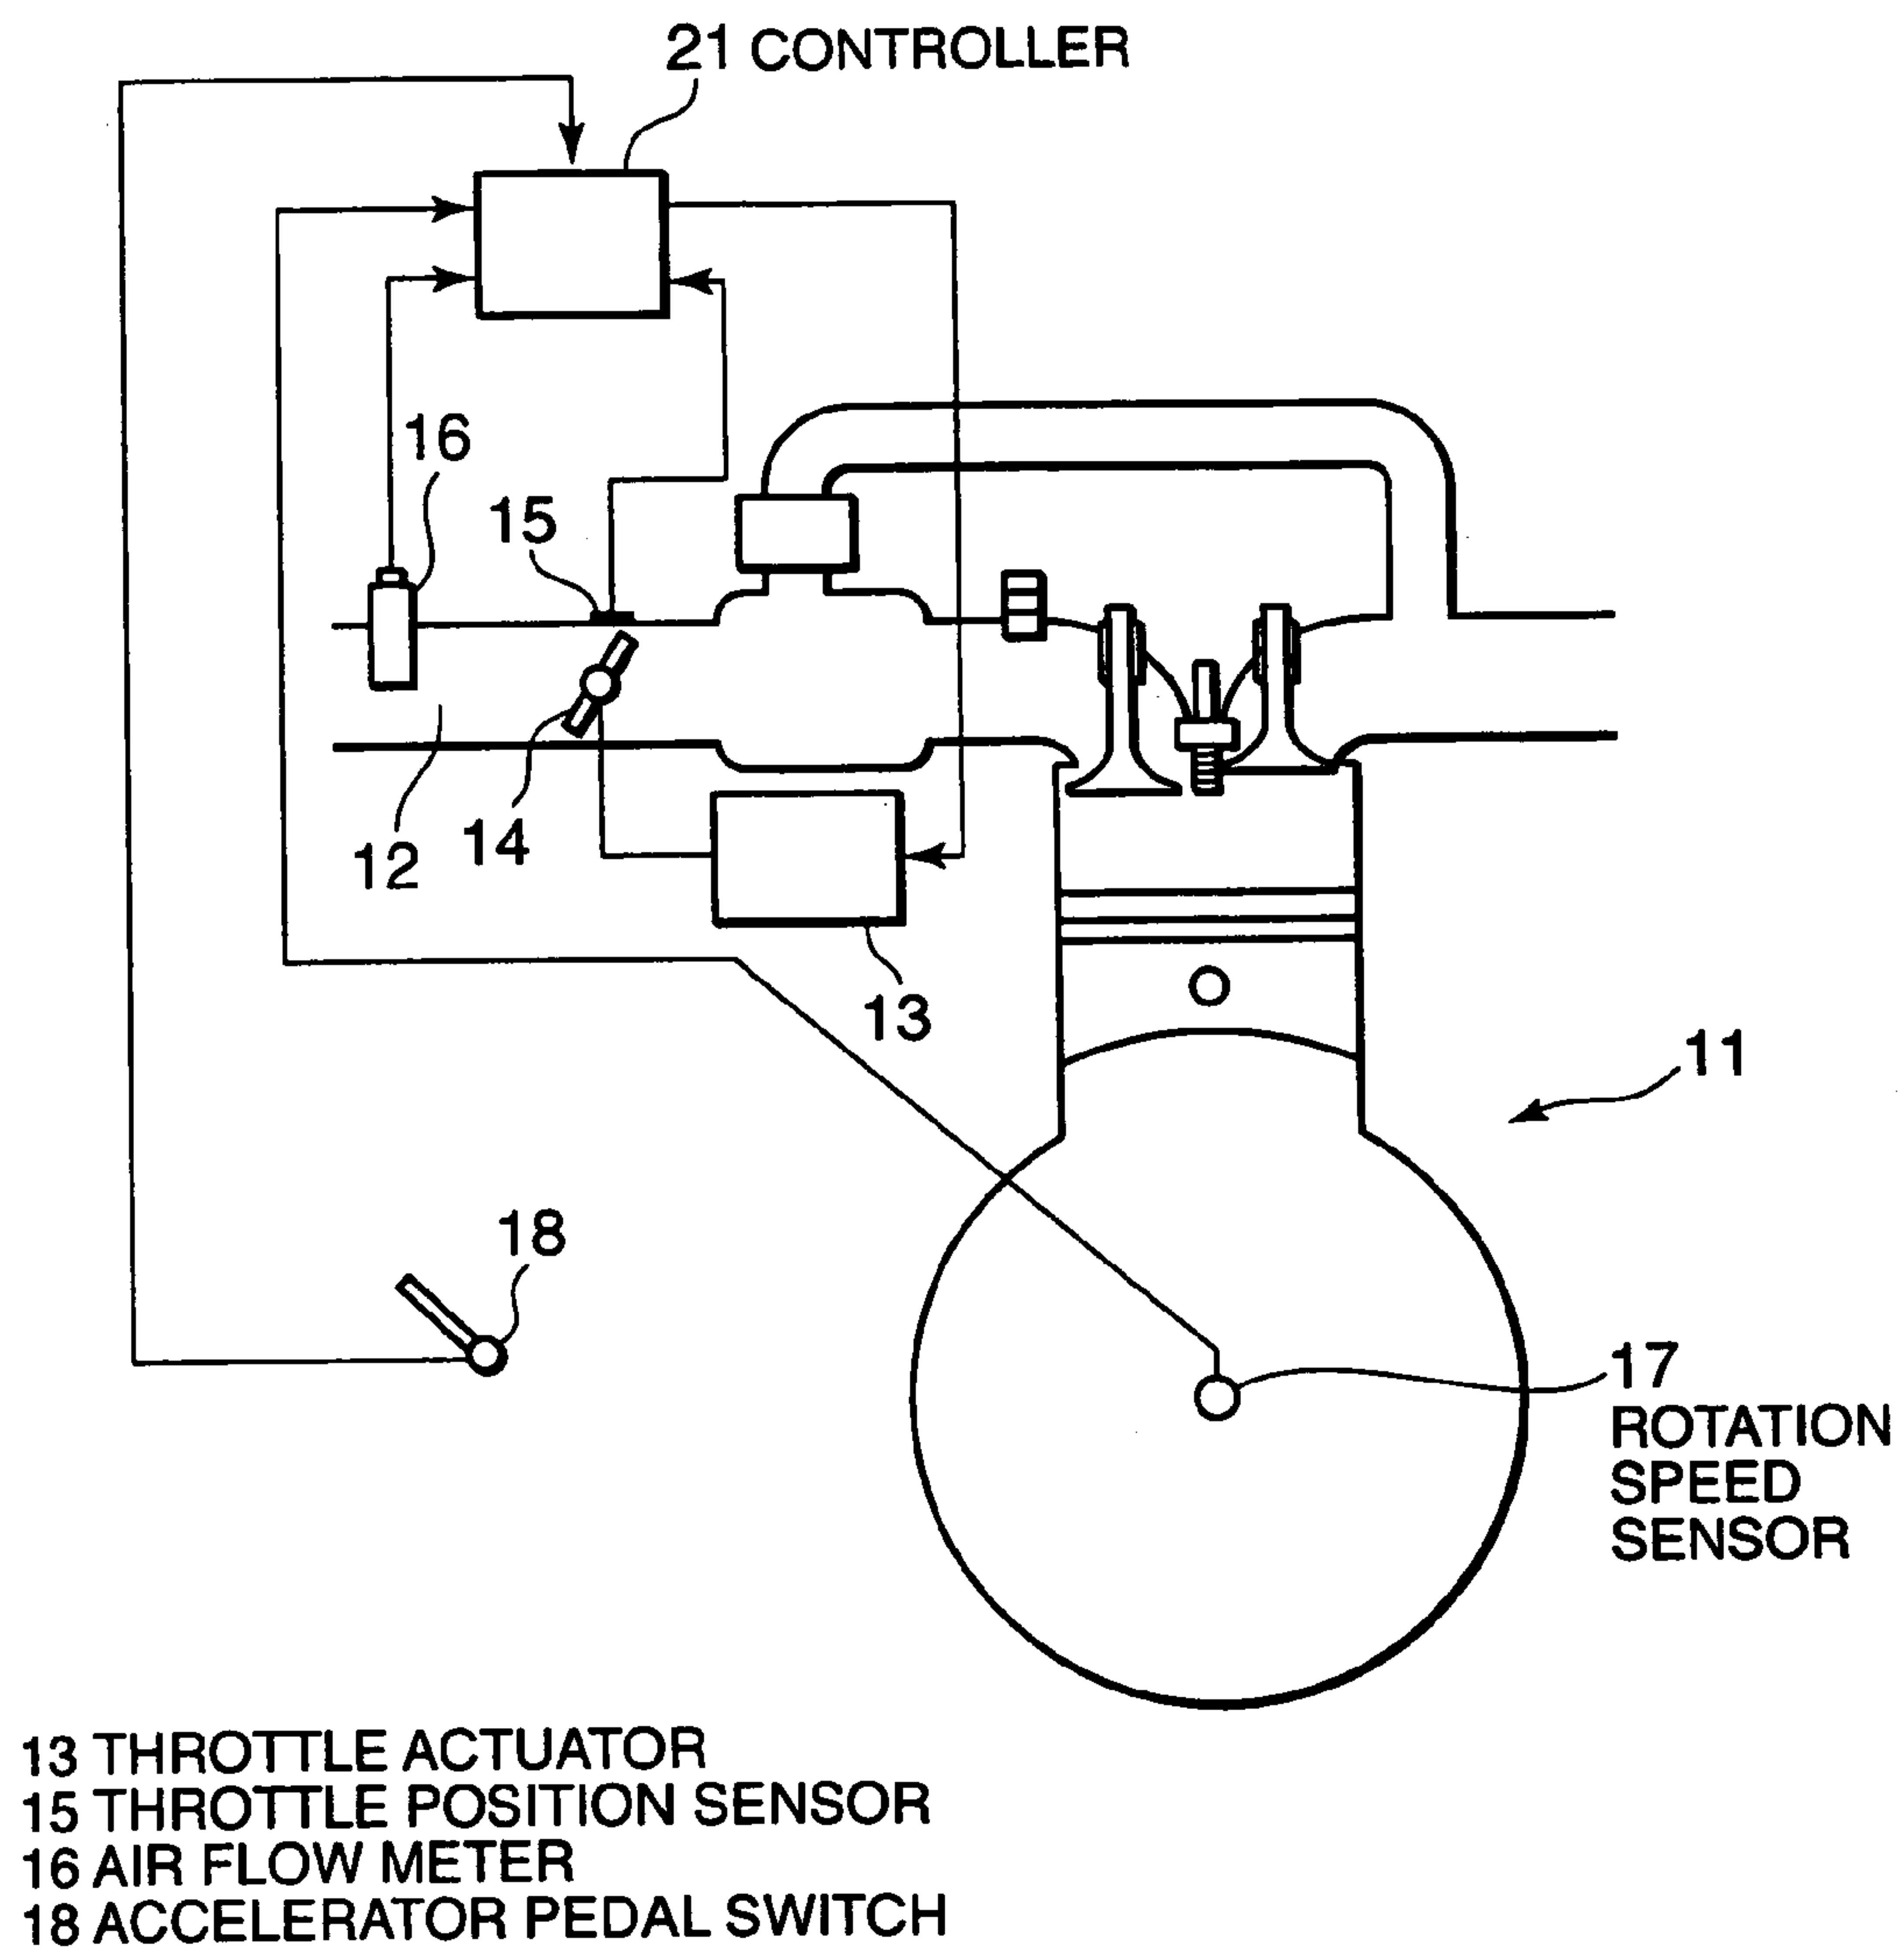 21 CONTROLLER
16
15
14
12
13
11
18
17
ROTATION
SPEED
SENSOR
13 THROTTLE ACTUATOR
15 THROTTLE POSITION SENSOR
16 AIR FLOW METER
18 ACCELERATOR PEDAL SWITCH